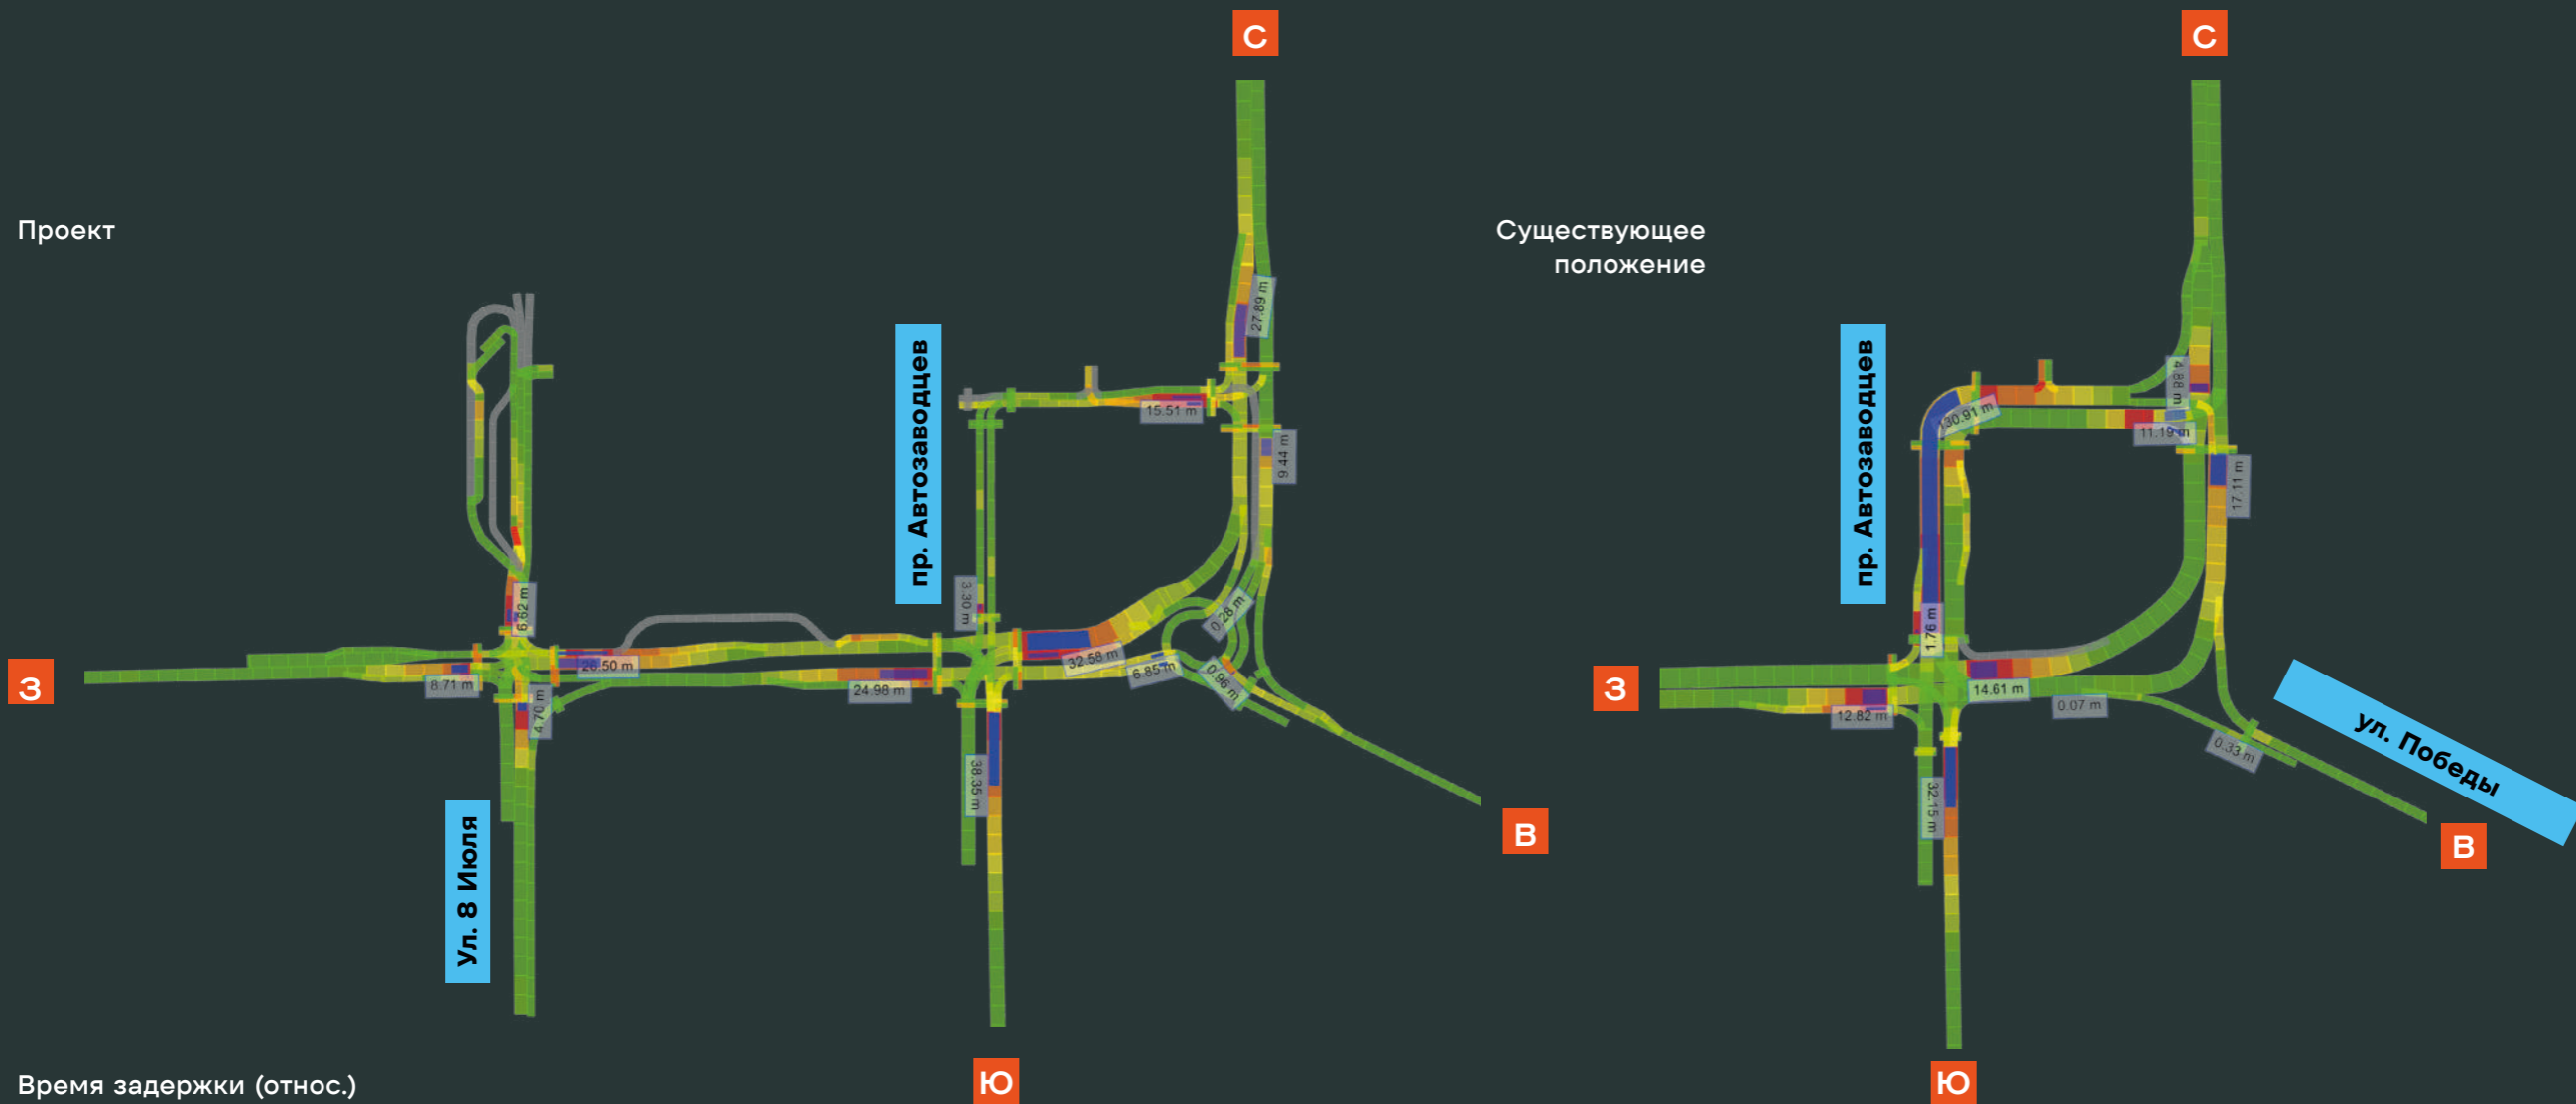 С
С
Проект
Существующее
положение
пр. Автозаводцев
пр. Автозаводцев
27.89 m
15.51 m
9.44 m
4.88 m
30.91 m
11.19 m
17.11 m
3.30 m
6.62 m
0.28 m
1.76 m
З
8.71 m
26.50 m
24.98 m
32.58 m
6.85 m
0.96 m
4.70 m
38.35 m
З
12.82 m
14.61 m
0.07 m
0.33 m
32.15 m
ул. Победы
В
В
Ул. 8 Июля
Время задержки (относ.)
Ю
Ю